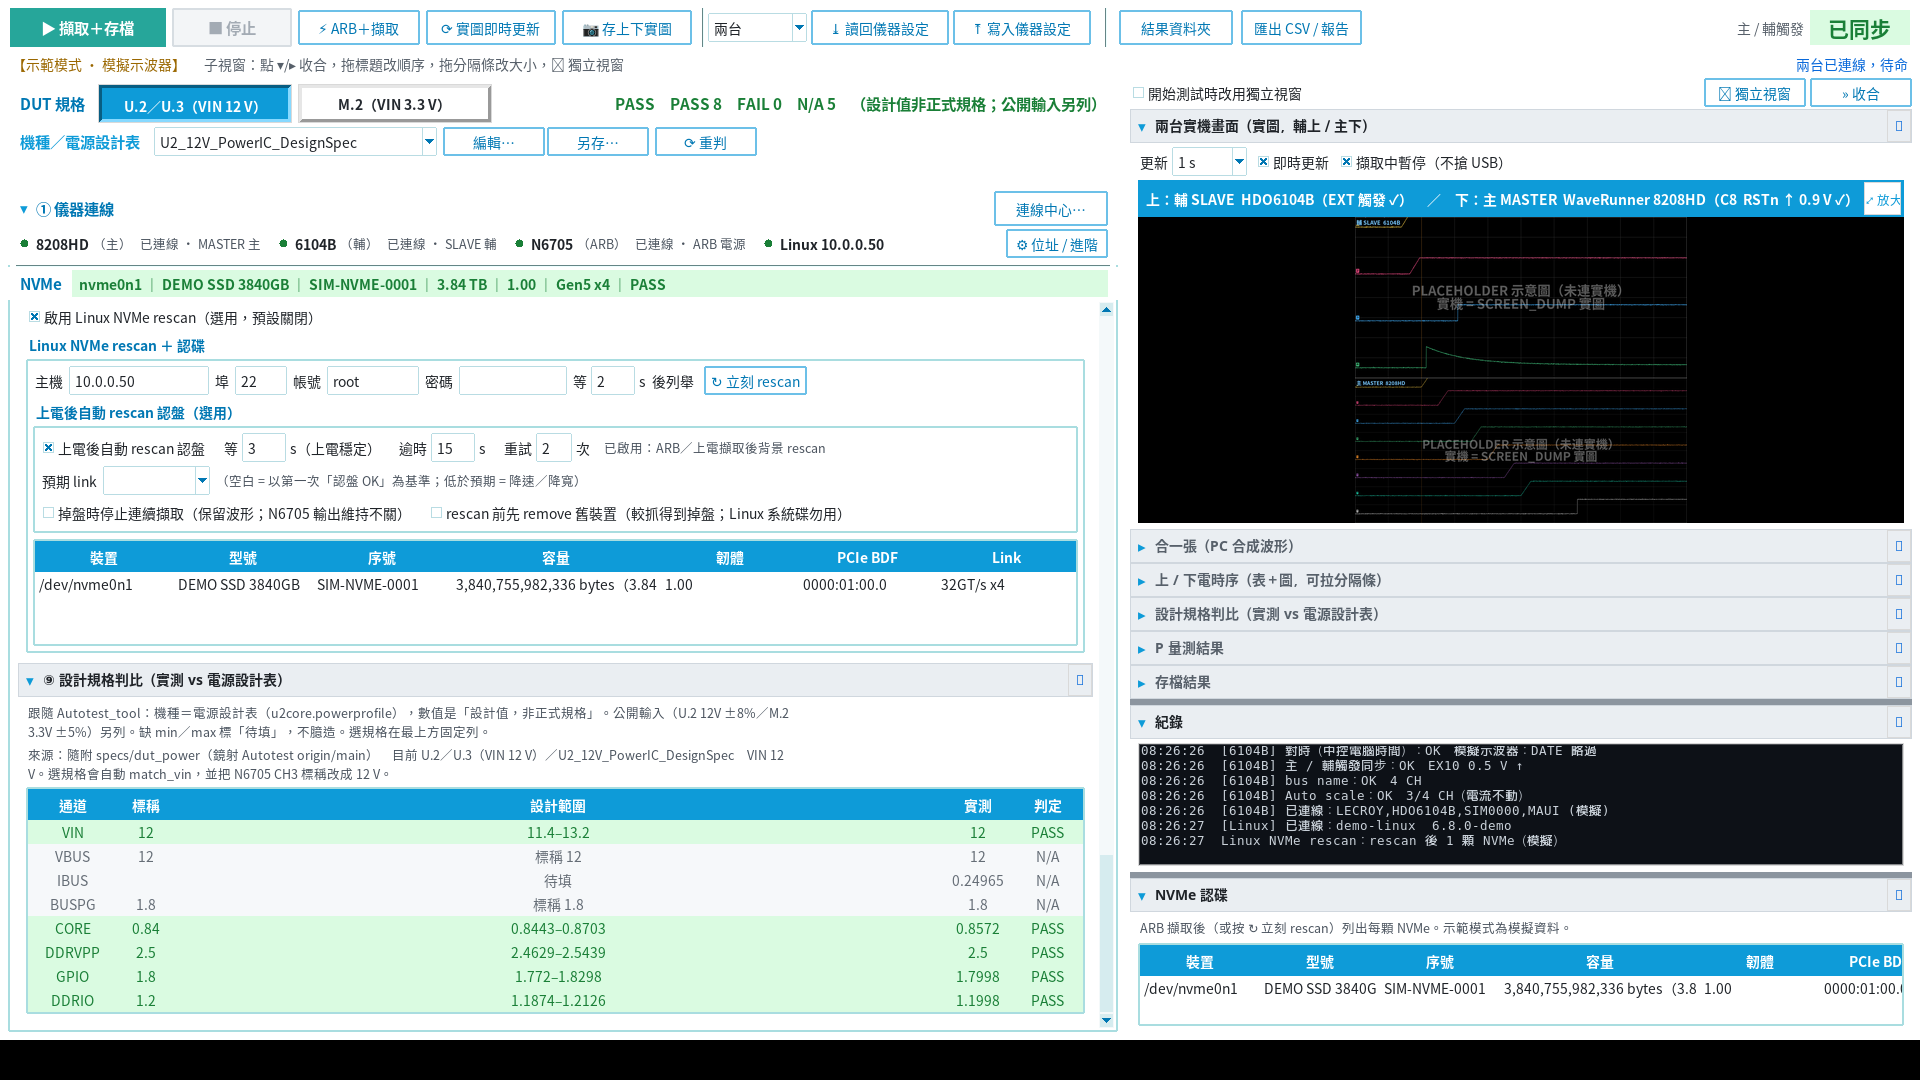 ▶ 擷取＋存檔
■ 停止
⚡ ARB＋擷取
⟳ 實圖即時更新
📷 存上下實圖
兩台
⤓ 讀回儀器設定
⤒ 寫入儀器設定
結果資料夾
匯出 CSV / 報告
主 / 輔觸發
已同步
【示範模式 · 模擬示波器】
子視窗：點 ▾/▸ 收合，拖標題改順序，拖分隔條改大小，獨立視窗
兩台已連線，待命
DUT 規格
U.2／U.3（VIN 12 V）
M.2（VIN 3.3 V）
PASS PASS 8 FAIL 0 N/A 5 （設計值非正式規格；公開輸入另列）
機種／電源設計表
U2_12V_PowerIC_DesignSpec
編輯…
另存…
⟳ 重判
▼ ① 儀器連線
連線中心…
● 8208HD （主） 已連線 · MASTER 主 ● 6104B （輔） 已連線 · SLAVE 輔 ● N6705 （ARB） 已連線 · ARB 電源 ● Linux 10.0.0.50
⚙ 位址 / 進階
NVMe
nvme0n1 | DEMO SSD 3840GB | SIM-NVME-0001 | 3.84 TB | 1.00 | Gen5 x4 | PASS
啟用 Linux NVMe rescan（選用，預設關閉）
Linux NVMe rescan ＋ 認碟
主機 10.0.0.50 埠 22 帳號 root 密碼 等 2 s 後列舉 ↻ 立刻 rescan
上電後自動 rescan 認盤（選用）
上電後自動 rescan 認盤 等 3 s（上電穩定） 逾時 15 s 重試 2 次 已啟用：ARB／上電擷取後背景 rescan
預期 link （空白 = 以第一次「認盤 OK」為基準；低於預期 = 降速／降寬）
掉盤時停止連續擷取（保留波形；N6705 輸出維持不關） rescan 前先 remove 舊裝置（較抓得到掉盤；Linux 系統碟勿用）
裝置 型號 序號 容量 韌體 PCIe BDF Link
/dev/nvme0n1 DEMO SSD 3840GB SIM-NVME-0001 3,840,755,982,336 bytes（3.84 1.00 0000:01:00.0 32GT/s x4
▼ ⑨ 設計規格判比（實測 vs 電源設計表）
跟隨 Autotest_tool：機種＝電源設計表（u2core.powerprofile），數值是「設計值，非正式規格」。公開輸入（U.2 12V ±8%／M.2
3.3V ±5%）另列。缺 min／max 標「待填」，不臆造。選規格在最上方固定列。
來源：隨附 specs/dut_power（鏡射 Autotest origin/main） 目前 U.2／U.3（VIN 12 V）／U2_12V_PowerIC_DesignSpec VIN 12
V。選規格會自動 match_vin，並把 N6705 CH3 標稱改成 12 V。
通道 標稱 設計範圍 實測 判定
VIN 12 11.4–13.2 12 PASS
VBUS 12 標稱 12 12 N/A
IBUS 待填 0.24965 N/A
BUSPG 1.8 標稱 1.8 1.8 N/A
CORE 0.84 0.8443–0.8703 0.8572 PASS
DDRVPP 2.5 2.4629–2.5439 2.5 PASS
GPIO 1.8 1.772–1.8298 1.7998 PASS
DDRIO 1.2 1.1874–1.2126 1.1998 PASS
開始測試時改用獨立視窗
獨立視窗
» 收合
▼ 兩台實機畫面（實圖，輔上 / 主下）
更新 1 s 即時更新 擷取中暫停（不搶 USB）
上：輔 SLAVE HDO6104B（EXT 觸發 ✓） ／ 下：主 MASTER WaveRunner 8208HD（C8 RSTn ↑ 0.9 V ✓）
⤢ 放大
輔 SLAVE 6104B
PLACEHOLDER 示意圖（未連實機）
實機 = SCREEN_DUMP 實圖
主 MASTER 8208HD
PLACEHOLDER 示意圖（未連實機）
實機 = SCREEN_DUMP 實圖
▶ 合一張（PC 合成波形）
▶ 上 / 下電時序（表＋圖，可拉分隔條）
▶ 設計規格判比（實測 vs 電源設計表）
▶ P 量測結果
▶ 存檔結果
▼ 紀錄
08:26:26 [6104B] 對時（中控電腦時間）：OK 模擬示波器：DATE 略過
08:26:26 [6104B] 主 / 輔觸發同步：OK EX10 0.5 V ↑
08:26:26 [6104B] bus name：OK 4 CH
08:26:26 [6104B] Auto scale：OK 3/4 CH（電流不動）
08:26:26 [6104B] 已連線：LECROY,HDO6104B,SIM0000,MAUI (模擬)
08:26:27 [Linux] 已連線：demo-linux 6.8.0-demo
08:26:27 Linux NVMe rescan：rescan 後 1 顆 NVMe（模擬）
▼ NVMe 認碟
ARB 擷取後（或按 ↻ 立刻 rescan）列出每顆 NVMe。示範模式為模擬資料。
裝置 型號 序號 容量 韌體 PCIe BD
/dev/nvme0n1 DEMO SSD 3840G SIM-NVME-0001 3,840,755,982,336 bytes（3.8 1.00 0000:01:00.